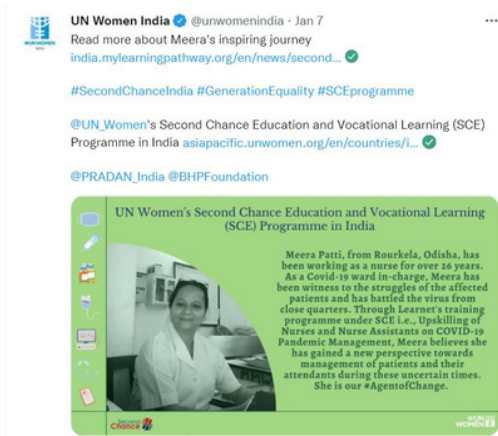 UN Women India @unwomenindia · Jan 7
Read more about Meera's inspiring journey
india.mylearningpathway.org/en/news/second...
#SecondChanceIndia #GenerationEquality #SCEprogramme
@UN_Women's Second Chance Education and Vocational Learning (SCE)
Programme in India asiapacific.unwomen.org/en/countries/i...
@PRADAN_India @BHPFoundation
UN Women's Second Chance Education and Vocational Learning
(SCE) Programme in India
Meera Patti, from Rourkela, Odisha, has
been working as a nurse for over 26 years.
As a Covid-19 ward in-charge, Meera has
been witness to the struggles of the affected
patients and has battled the virus from
close quarters. Through Learnet's training
programme under SCE i.e., Upskilling of
Nurses and Nurse Assistants on COVID-19
Pandemic Management, Meera believes she
has gained a new perspective towards
management of patients and their
attendants during these uncertain times.
She is our #AgentofChange.
Second
Chance
UN
WOMEN